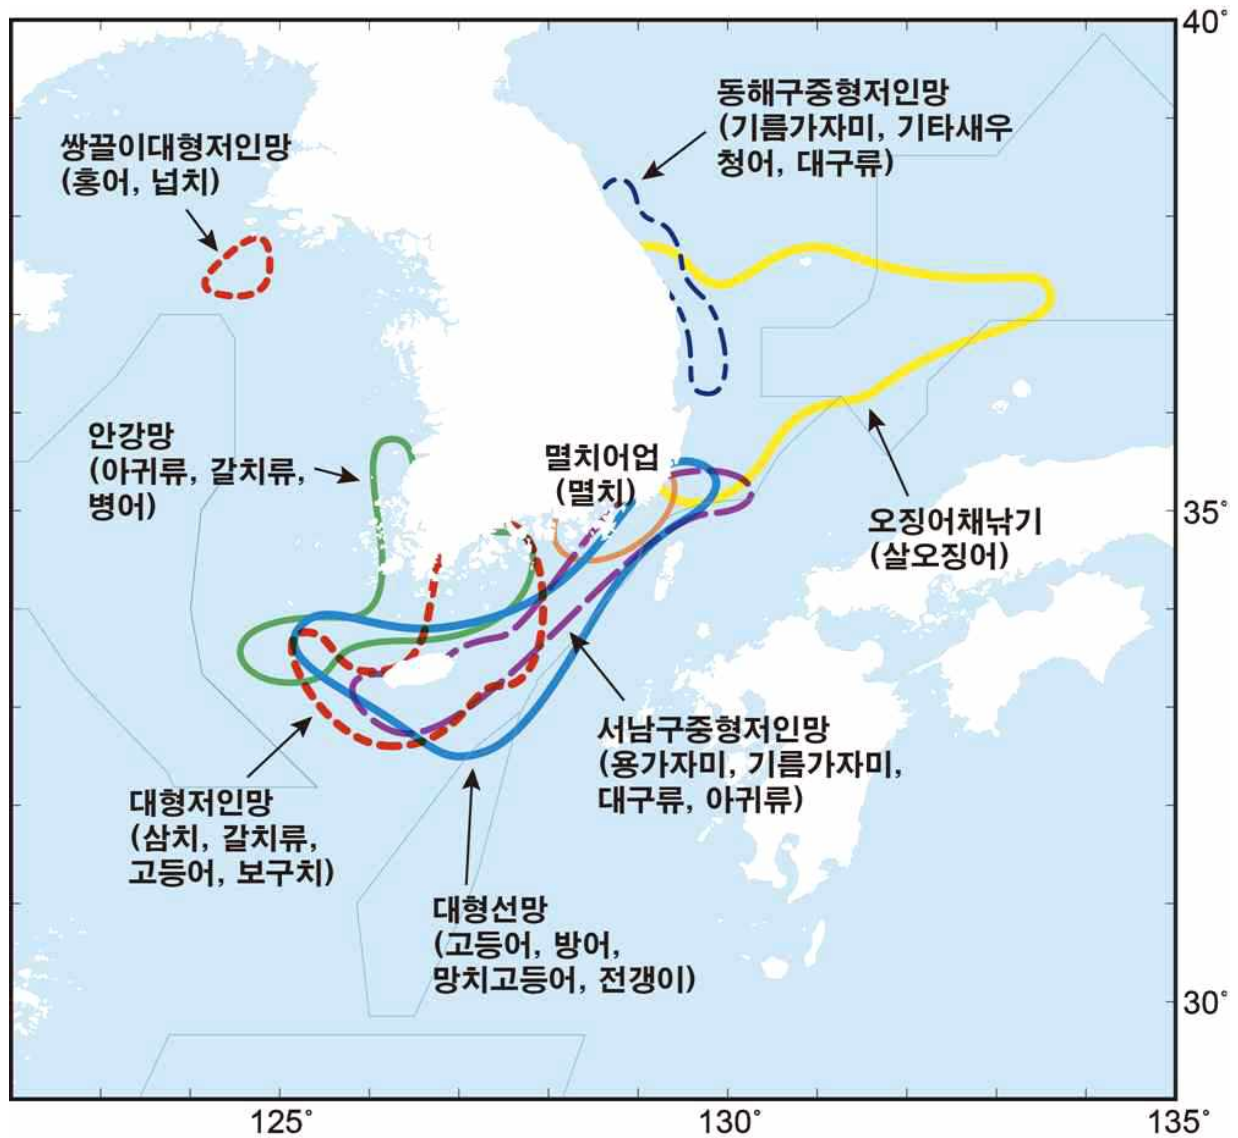 40°
동해구중형저인망
(기름가자미, 기타새우
청어, 대구류)
쌍끌이대형저인망
(홍어, 넙치)
안강망
(아귀류, 갈치류,
병어)
멸치어업
(멸치)
35°
오징어채낚기
(살오징어)
서남구중형저인망
(용가자미, 기름가자미,
대구류, 아귀류)
대형저인망
(삼치, 갈치류,
고등어, 보구치)
대형선망
(고등어, 방어,
망치고등어, 전갱이)
30°
125°
130°
135°